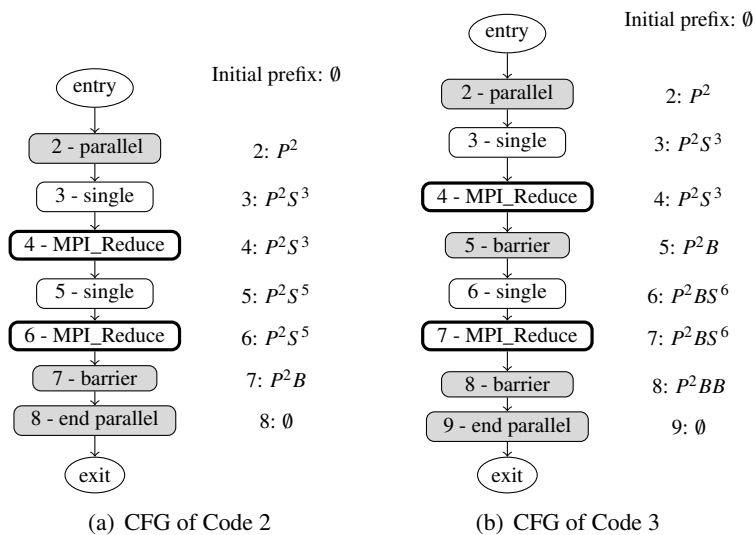 Initial prefix: ∅
entry
2 - parallel 2: P²
3 - single 3: P²S³
4 - MPI_Reduce 4: P²S³
5 - single 5: P²S⁵
6 - MPI_Reduce 6: P²S⁵
7 - barrier 7: P²B
8 - end parallel 8: ∅
exit
(a) CFG of Code 2
Initial prefix: ∅
entry
2 - parallel 2: P²
3 - single 3: P²S³
4 - MPI_Reduce 4: P²S³
5 - barrier 5: P²B
6 - single 6: P²BS⁶
7 - MPI_Reduce 7: P²BS⁶
8 - barrier 8: P²BB
9 - end parallel 9: ∅
exit
(b) CFG of Code 3